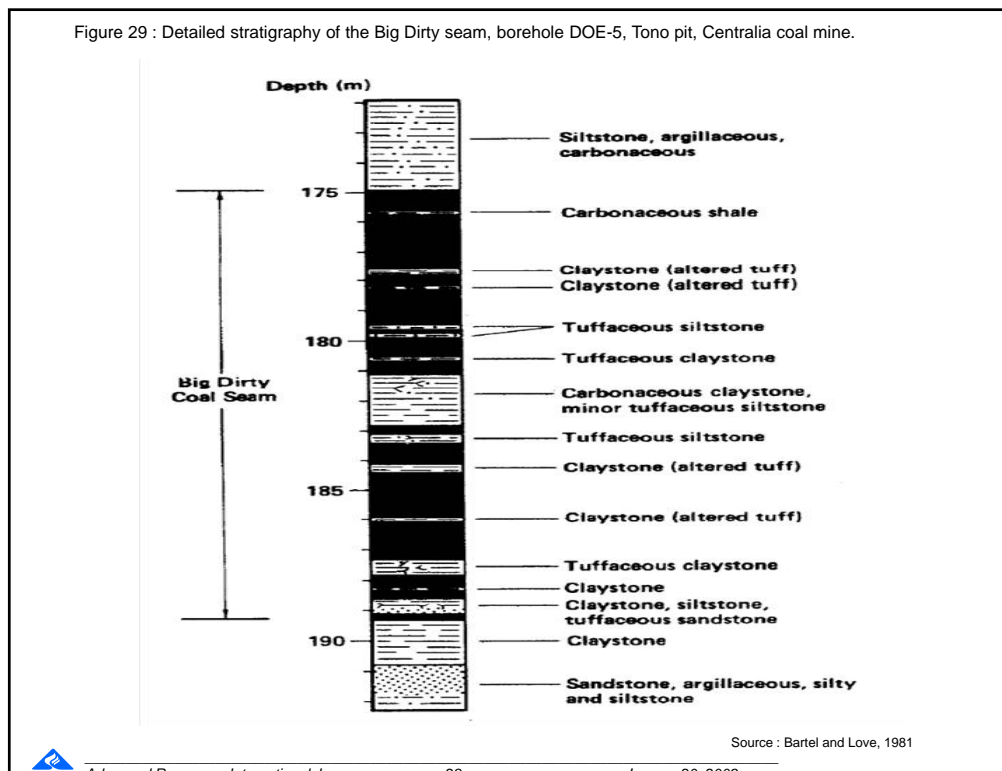 Figure 29 : Detailed stratigraphy of the Big Dirty seam, borehole DOE-5, Tono pit, Centralia coal mine.
Depth (m)
Siltstone, argillaceous,
carbonaceous
175
Carbonaceous shale
Claystone (altered tuff)
Claystone (altered tuff)
Tuffaceous siltstone
180
Tuffaceous claystone
Big Dirty
Coal Seam
Carbonaceous claystone,
minor tuffaceous siltstone
Tuffaceous siltstone
Claystone (altered tuff)
185
Claystone (altered tuff)
Tuffaceous claystone
Claystone
Claystone, siltstone,
tuffaceous sandstone
190
Claystone
Sandstone, argillaceous, silty
and siltstone
Source : Bartel and Love, 1981